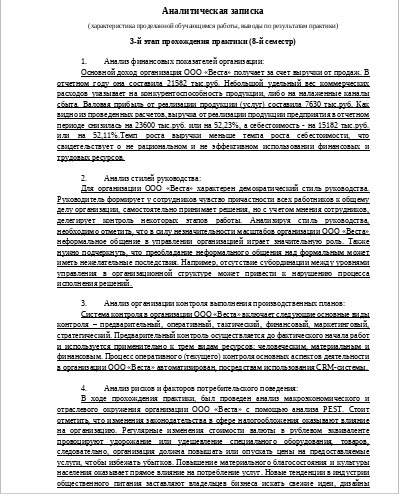 Аналитическая записка
(характеристика проделанной обучающимся работы, выводы по результатам практики)
3-й этап прохождения практики (8-й семестр)
1. Анализ финансовых показателей организации:
Основной доход организация ООО «Веста» получает за счет выручки от продаж. В
отчетном году она составила 21582 тыс.руб. Небольшой удельный вес коммерческих
расходов указывает на конкурентоспособность продукции, либо на налаженные каналы
сбыта. Валовая прибыль от реализации продукции (услуг) составила 7630 тыс.руб. Как
видно из проведенных расчетов, выручка от реализации продукции предприятия в отчетном
периоде снизилась на 23600 тыс.руб. или на 52,23%, а себестоимость - на 15182 тыс.руб.
или на 52,11%.Темп роста выручки меньше темпа роста себестоимости, что
свидетельствует о не рациональном и не эффективном использовании финансовых и
трудовых ресурсов.
2. Анализ стилей руководства:
Для организации ООО «Веста» характерен демократический стиль руководства.
Руководитель формирует у сотрудников чувство причастности всех работников к общему
делу организации, самостоятельно принимает решения, но с учетом мнения сотрудников,
делегирует контроль некоторых этапов работы. Анализируя стиль руководства,
необходимо отметить, что в силу незначительности масштабов организации ООО «Веста»
неформальное общение в управлении организацией играет значительную роль. Также
нужно подчеркнуть, что преобладание неформального общения над формальным может
иметь нежелательные последствия. Например, отсутствие субординации между уровнями
управления в организационной структуре может привести к нарушению процесса
исполнения решений.
3. Анализ организации контроля выполнения производственных планов:
Система контроля в организации ООО «Веста» включает следующие основные виды
контроля – предварительный, оперативный, тактический, финансовый, маркетинговый,
стратегический. Предварительный контроль осуществляется до фактического начала работ
и используется применительно к трем видам ресурсов: человеческим, материальным и
финансовым. Процесс оперативного (текущего) контроля основных аспектов деятельности
в организации ООО «Веста» автоматизирован, посредством использования CRM-системы.
4. Анализ рисков и факторов потребительского поведения:
В ходе прохождения практики, был проведен анализ макроэкономического и
отраслевого окружения организации ООО «Веста» с помощью анализа PEST. Стоит
отметить, что изменения законодательства в сфере налогообложения оказывают влияние
на организацию. Регулярные изменения стоимости валюты в рублевом эквиваленте
провоцируют удорожание или удешевление специального оборудования, товаров,
следовательно, организация должна повышать или опускать цены на предоставляемые
услуги, чтобы избежать убытков. Повышение материального благосостояния и культуры
населения оказывает прямое влияние на потребление услуг. Новые тенденции в индустрии
общественного питания заставляют владельцев бизнеса искать свежие идеи, дизайны